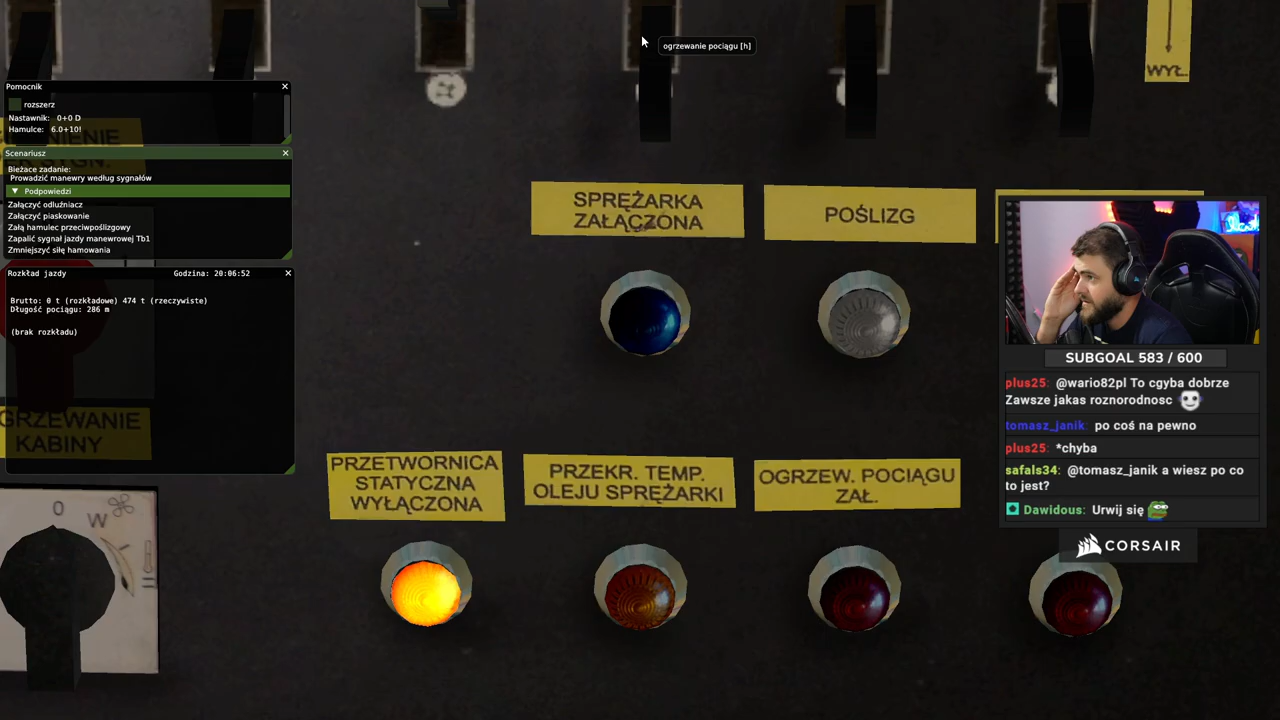 ogrzewanie pociągu [h]
WYŁ.
Pomocnik
rozszerz
Nastawnik: 0+0 D
Hamulce: 6.0+10!
Scenariusz
Bieżące zadanie:
Prowadzić manewry według sygnałów
Podpowiedzi
Załączyć odluźniacz
Załączyć piaskowanie
Załą hamulec przeciwpoślizgowy
Zapalić sygnał jazdy manewrowej Tb1
Zmniejszyć siłę hamowania
Rozkład jazdy Godzina: 20:06:52
Brutto: 0 t (rozkładowe) 474 t (rzeczywiste)
Długość pociągu: 286 m
(brak rozkładu)
SPRĘŻARKA
ZAŁĄCZONA
POŚLIZG
GRZEWANIE
KABINY
0
W
PRZETWORNICA
STATYCZNA
WYŁĄCZONA
PRZEKR. TEMP.
OLEJU SPRĘŻARKI
OGRZEW. POCIĄGU
ZAŁ.
SUBGOAL 583 / 600
plus25: @wario82pl To cgyba dobrze
Zawsze jakas roznorodnosc
tomasz_janik: po coś na pewno
plus25: *chyba
safals34: @tomasz_janik a wiesz po co
to jest?
Dawidous: Urwij się
CORSAIR